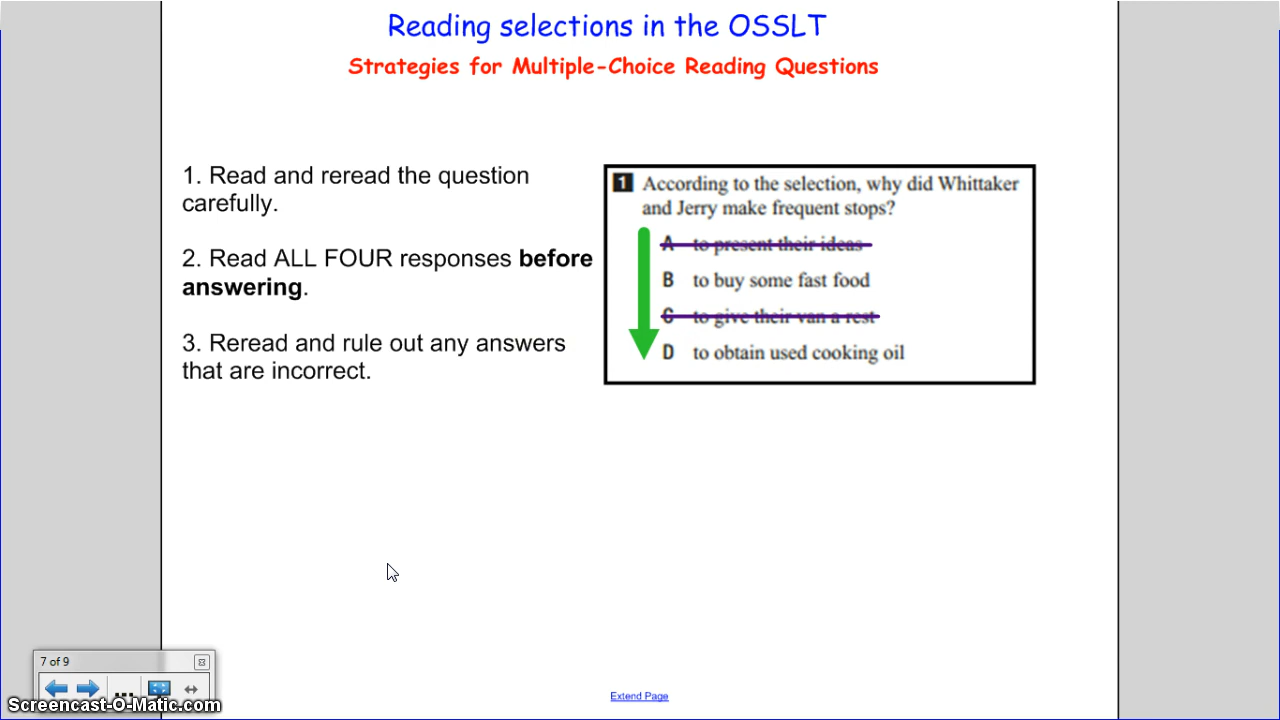 Reading selections in the OSSLT
Strategies for Multiple-Choice Reading Questions
1. Read and reread the question
carefully.
2. Read ALL FOUR responses before
answering.
3. Reread and rule out any answers
that are incorrect.
1 According to the selection, why did Whittaker
and Jerry make frequent stops?
A to present their ideas
B to buy some fast food
C to give their van a rest
D to obtain used cooking oil
7 of 9
Extend Page
Screencast-O-Matic.com